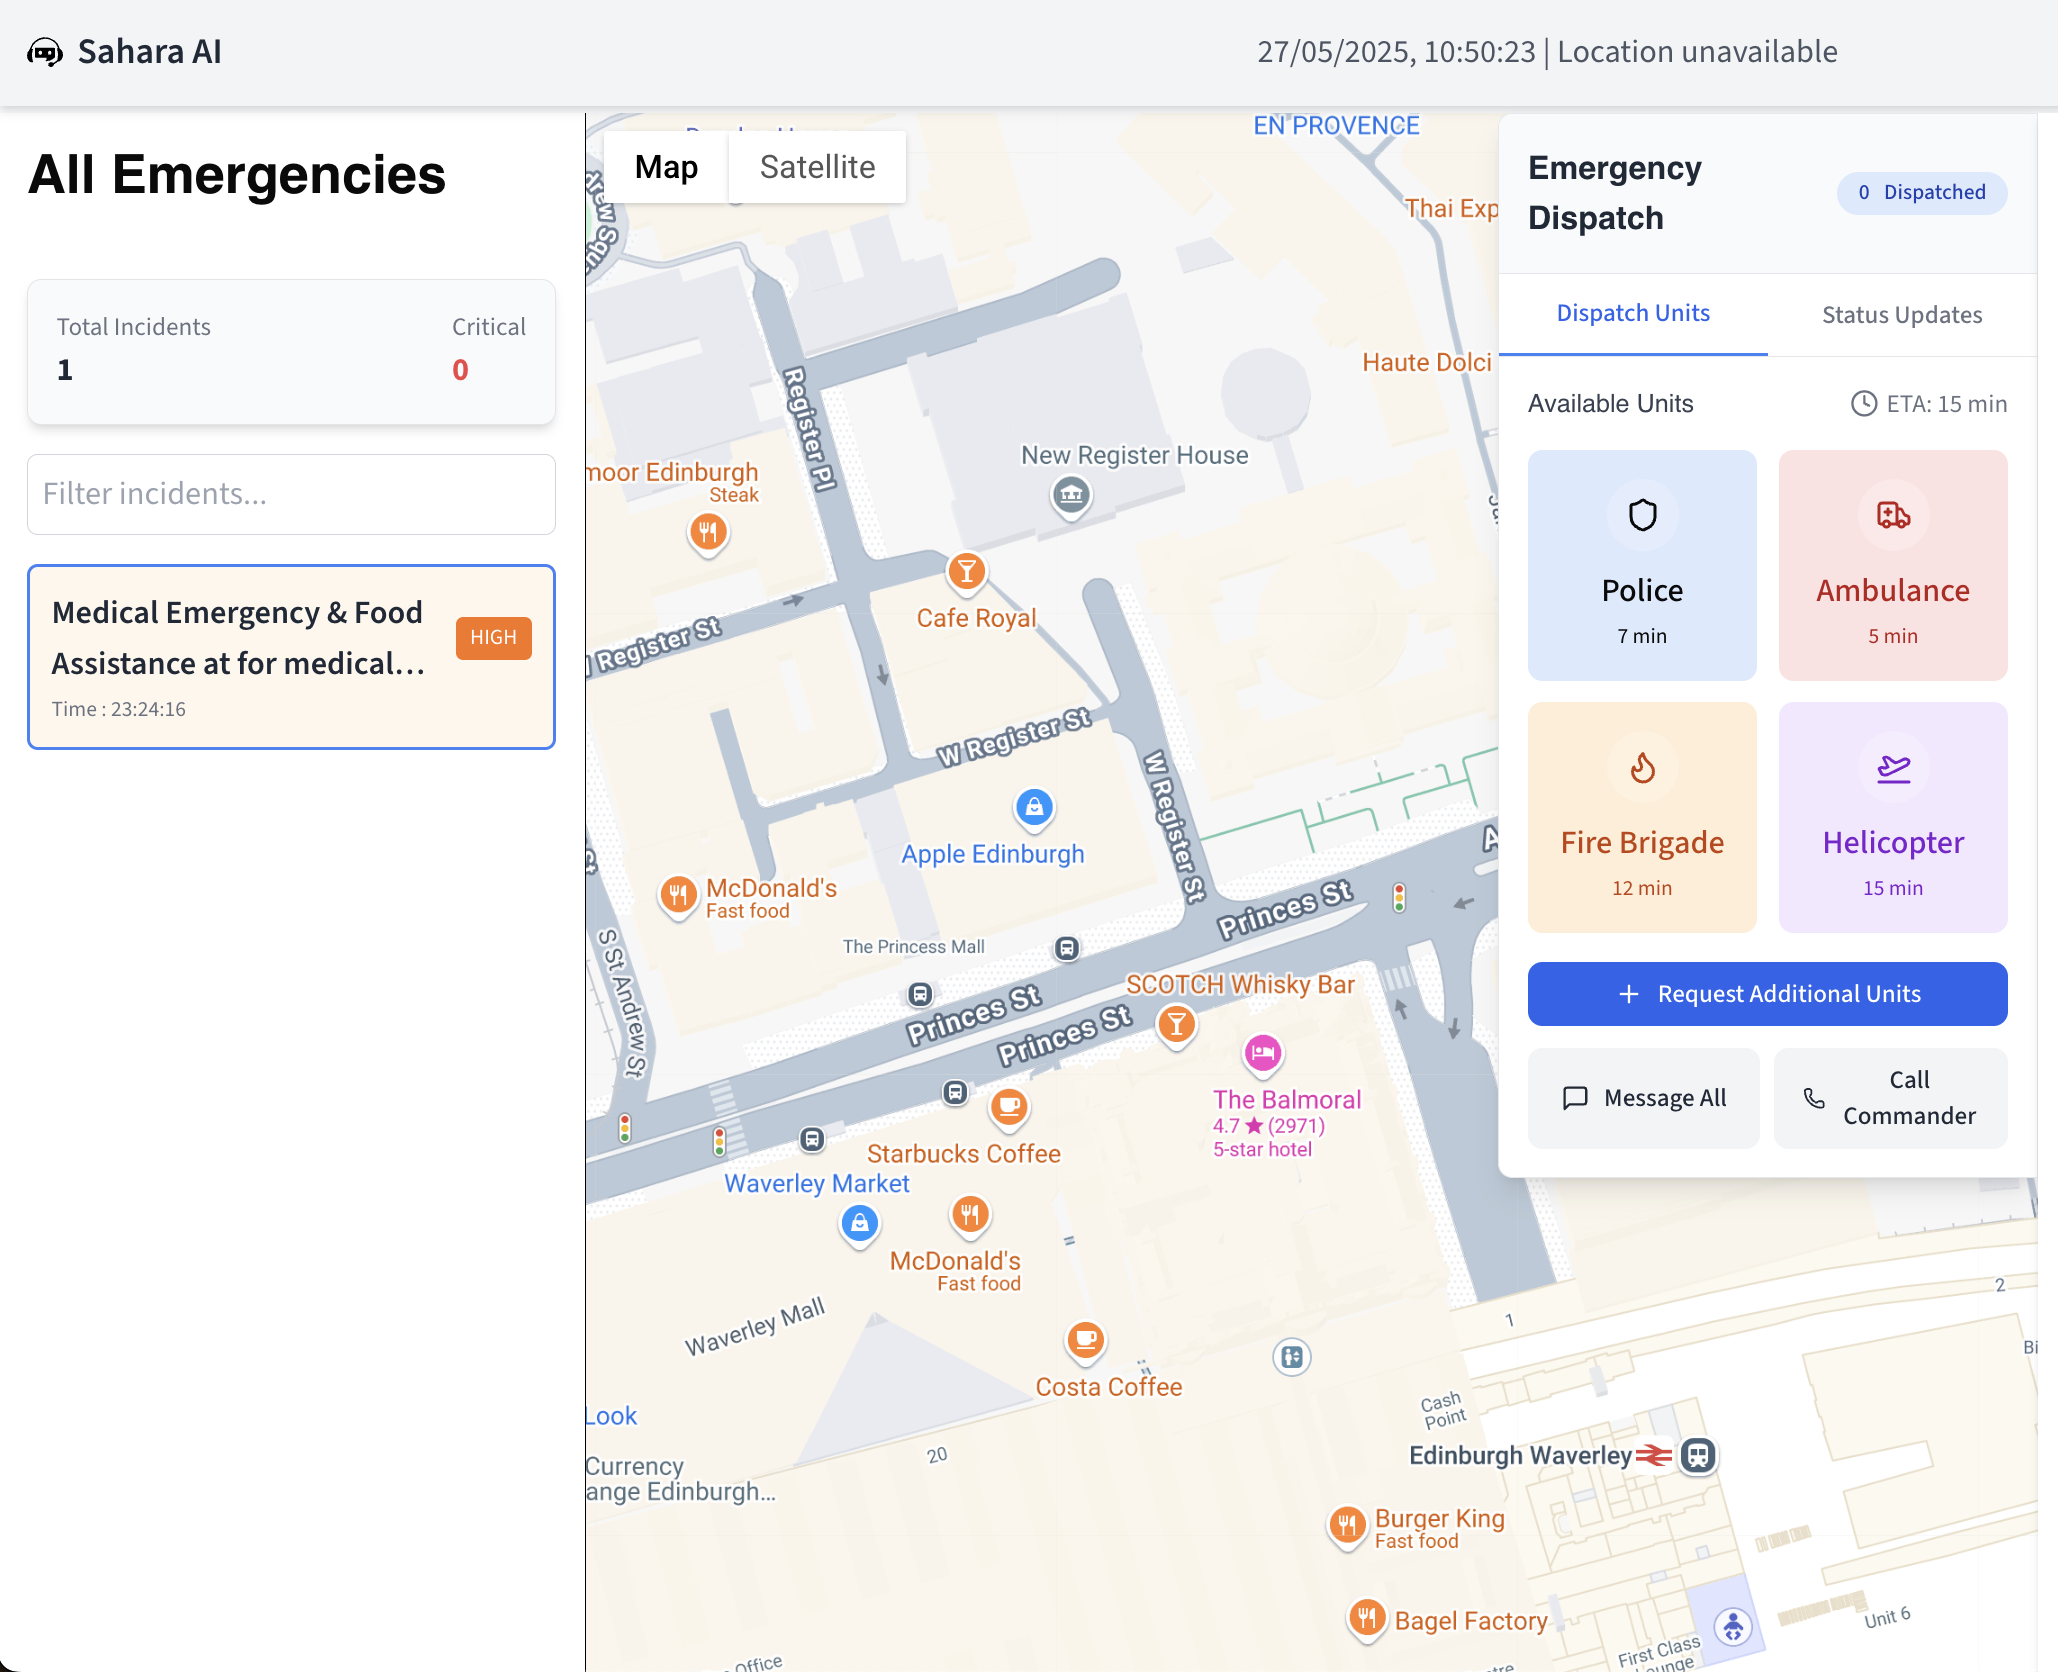 Sahara AI
27/05/2025, 10:50:23 | Location unavailable
All Emergencies
Total Incidents
1
Critical
0
Filter incidents...
Medical Emergency & Food
Assistance at for medical...
HIGH
Time : 23:24:16
Map
Satellite
EN PROVENCE
Thai Exp
Haute Dolci
Register Pl
New Register House
moor Edinburgh
Steak
Cafe Royal
Register St
W Register St
W Register St
Apple Edinburgh
McDonald's
Fast food
The Princess Mall
Princes St
S St Andrew St
SCOTCH Whisky Bar
Princes St
Princes St
The Balmoral
4.7 ★ (2971)
5-star hotel
Starbucks Coffee
Waverley Market
McDonald's
Fast food
Waverley Mall
Costa Coffee
1
2
Look
Cash
Point
20
Currency
ange Edinburgh...
Edinburgh Waverley
Burger King
Fast food
Bagel Factory
Unit 6
First Class
Office
Emergency
Dispatch
0 Dispatched
Dispatch Units
Status Updates
Available Units
ETA: 15 min
Police
7 min
Ambulance
5 min
Fire Brigade
12 min
Helicopter
15 min
+ Request Additional Units
Message All
Call
Commander